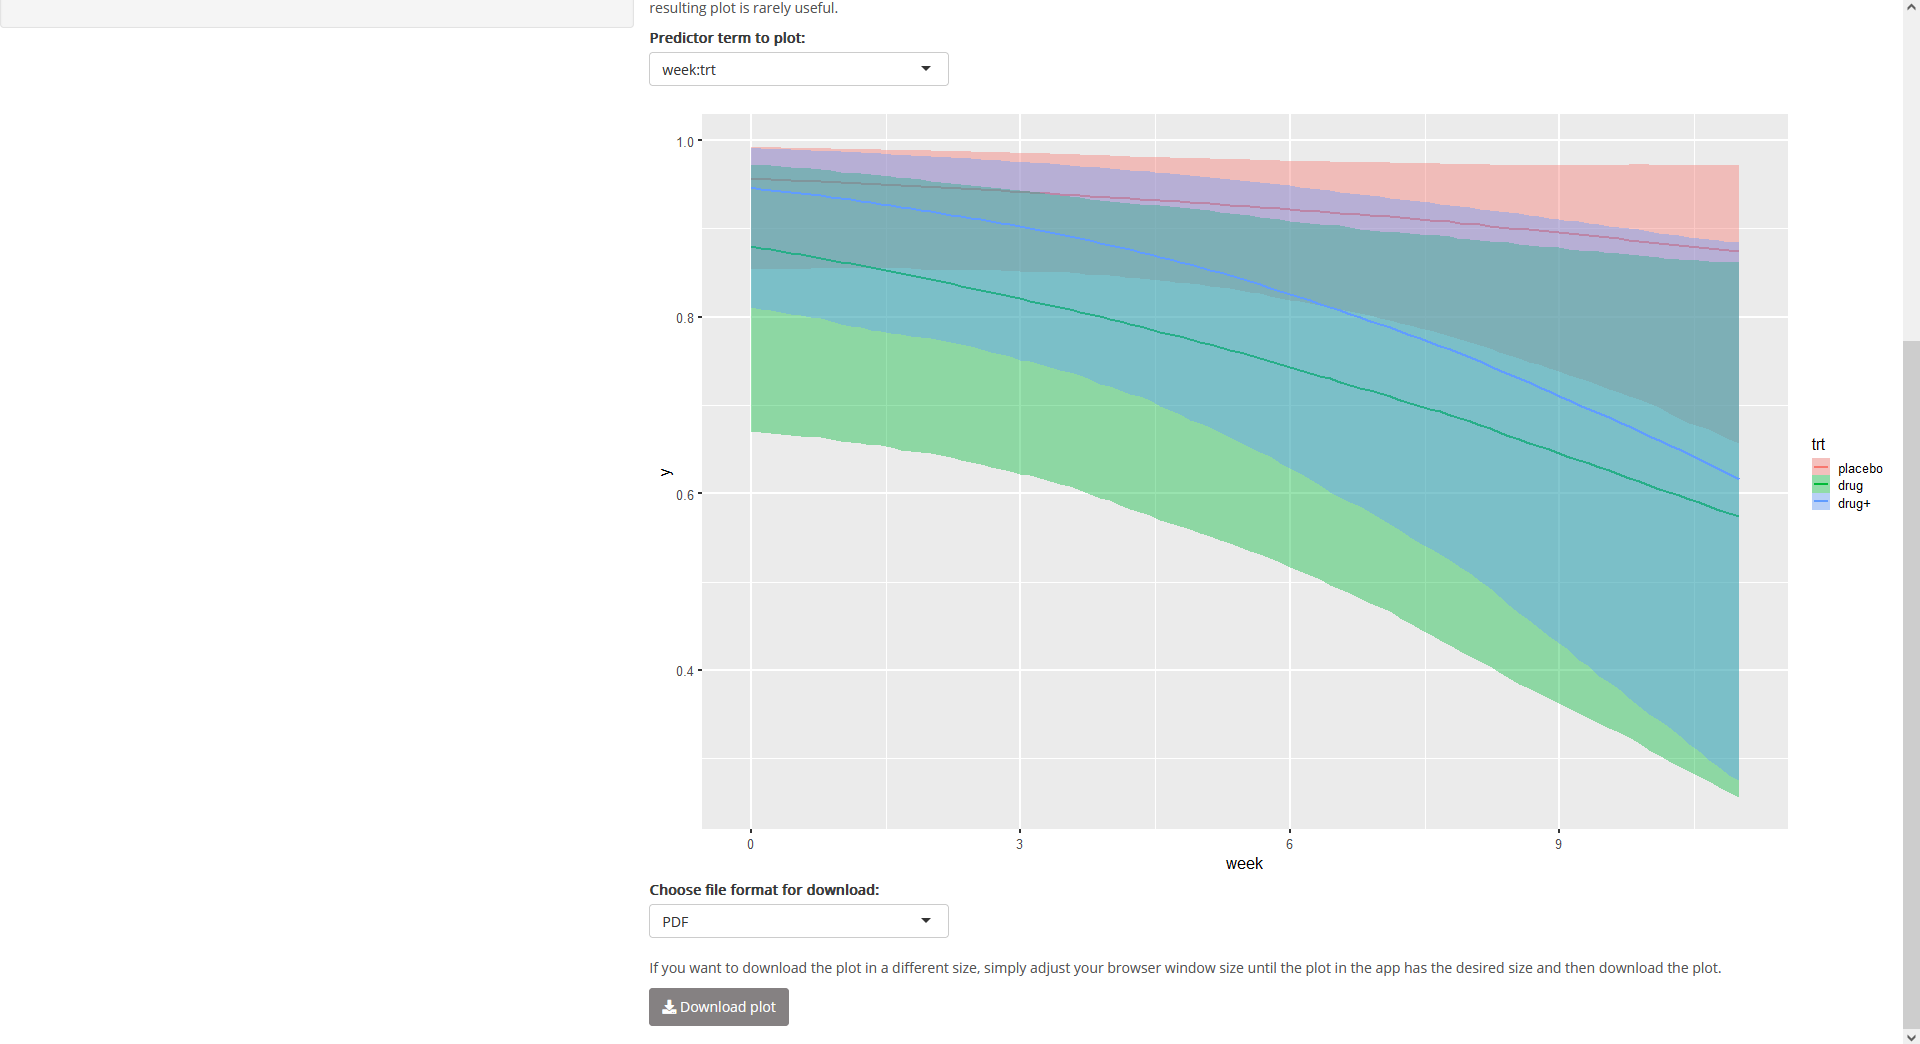 resulting plot is rarely useful.
Predictor term to plot:
week:trt
1.0
0.8
0.6
0.4
y
0 3 6 9
week
trt
placebo
drug
drug+
Choose file format for download:
PDF
If you want to download the plot in a different size, simply adjust your browser window size until the plot in the app has the desired size and then download the plot.
Download plot